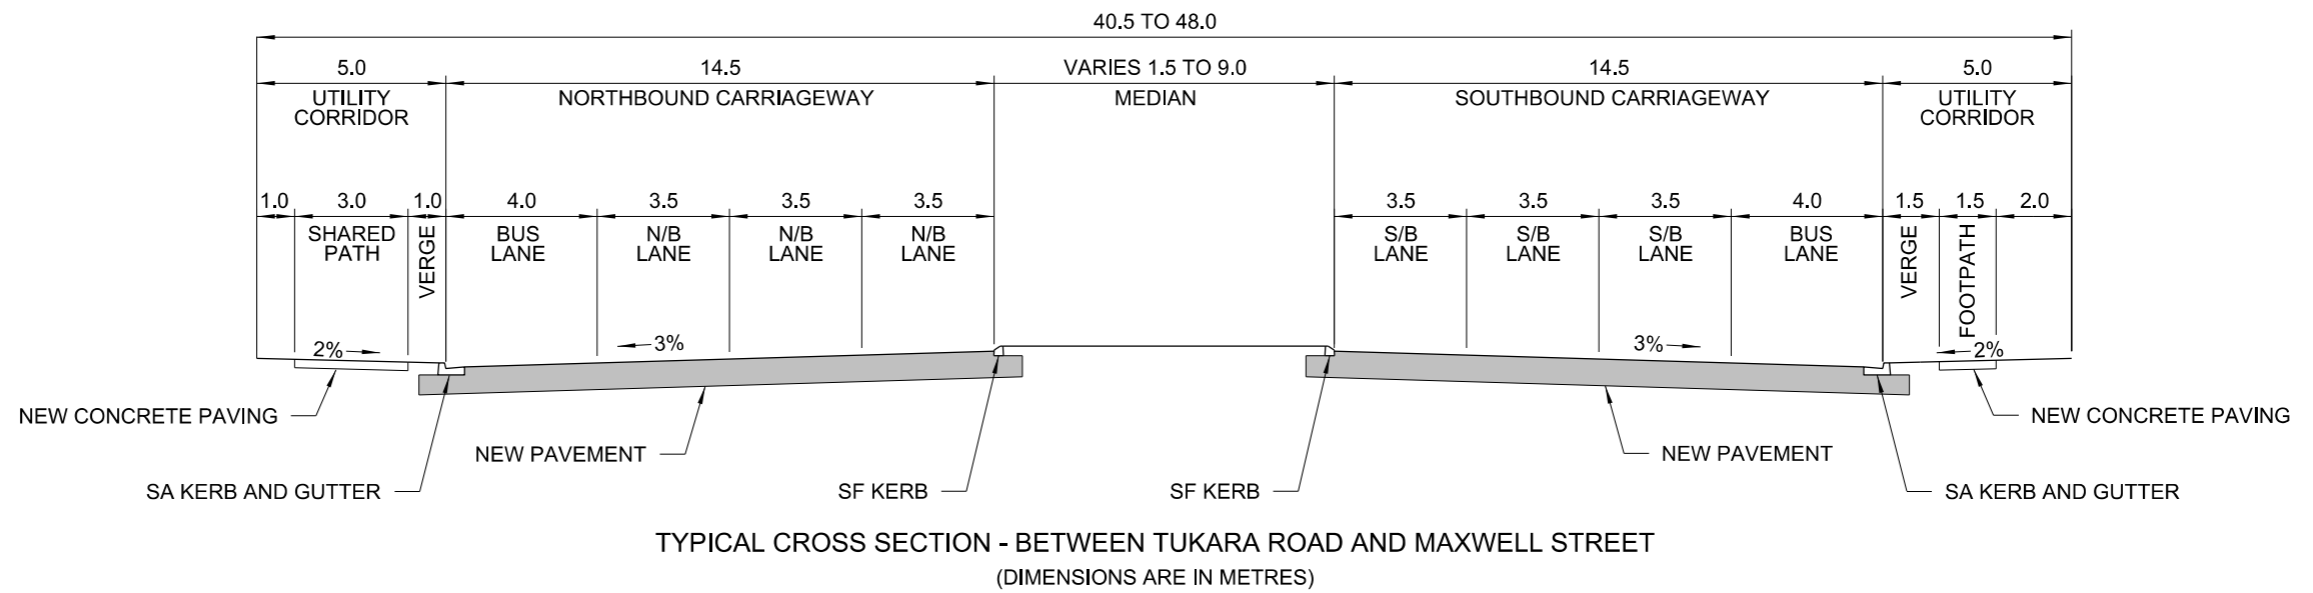 40.5 TO 48.0
5.0 14.5 VARIES 1.5 TO 9.0 14.5 5.0
UTILITY CORRIDOR NORTHBOUND CARRIAGEWAY MEDIAN SOUTHBOUND CARRIAGEWAY UTILITY CORRIDOR
1.0 3.0 1.0 4.0 3.5 3.5 3.5 3.5 3.5 3.5 4.0 1.5 1.5 2.0
SHARED
PATH
VERGE
BUS
LANE
N/B
LANE
N/B
LANE
N/B
LANE
S/B
LANE
S/B
LANE
S/B
LANE
BUS
LANE
VERGE
FOOTPATH
2% 3% 3% 2%
NEW CONCRETE PAVING NEW CONCRETE PAVING
NEW PAVEMENT NEW PAVEMENT
SA KERB AND GUTTER SF KERB SF KERB SA KERB AND GUTTER
TYPICAL CROSS SECTION - BETWEEN TUKARA ROAD AND MAXWELL STREET
(DIMENSIONS ARE IN METRES)